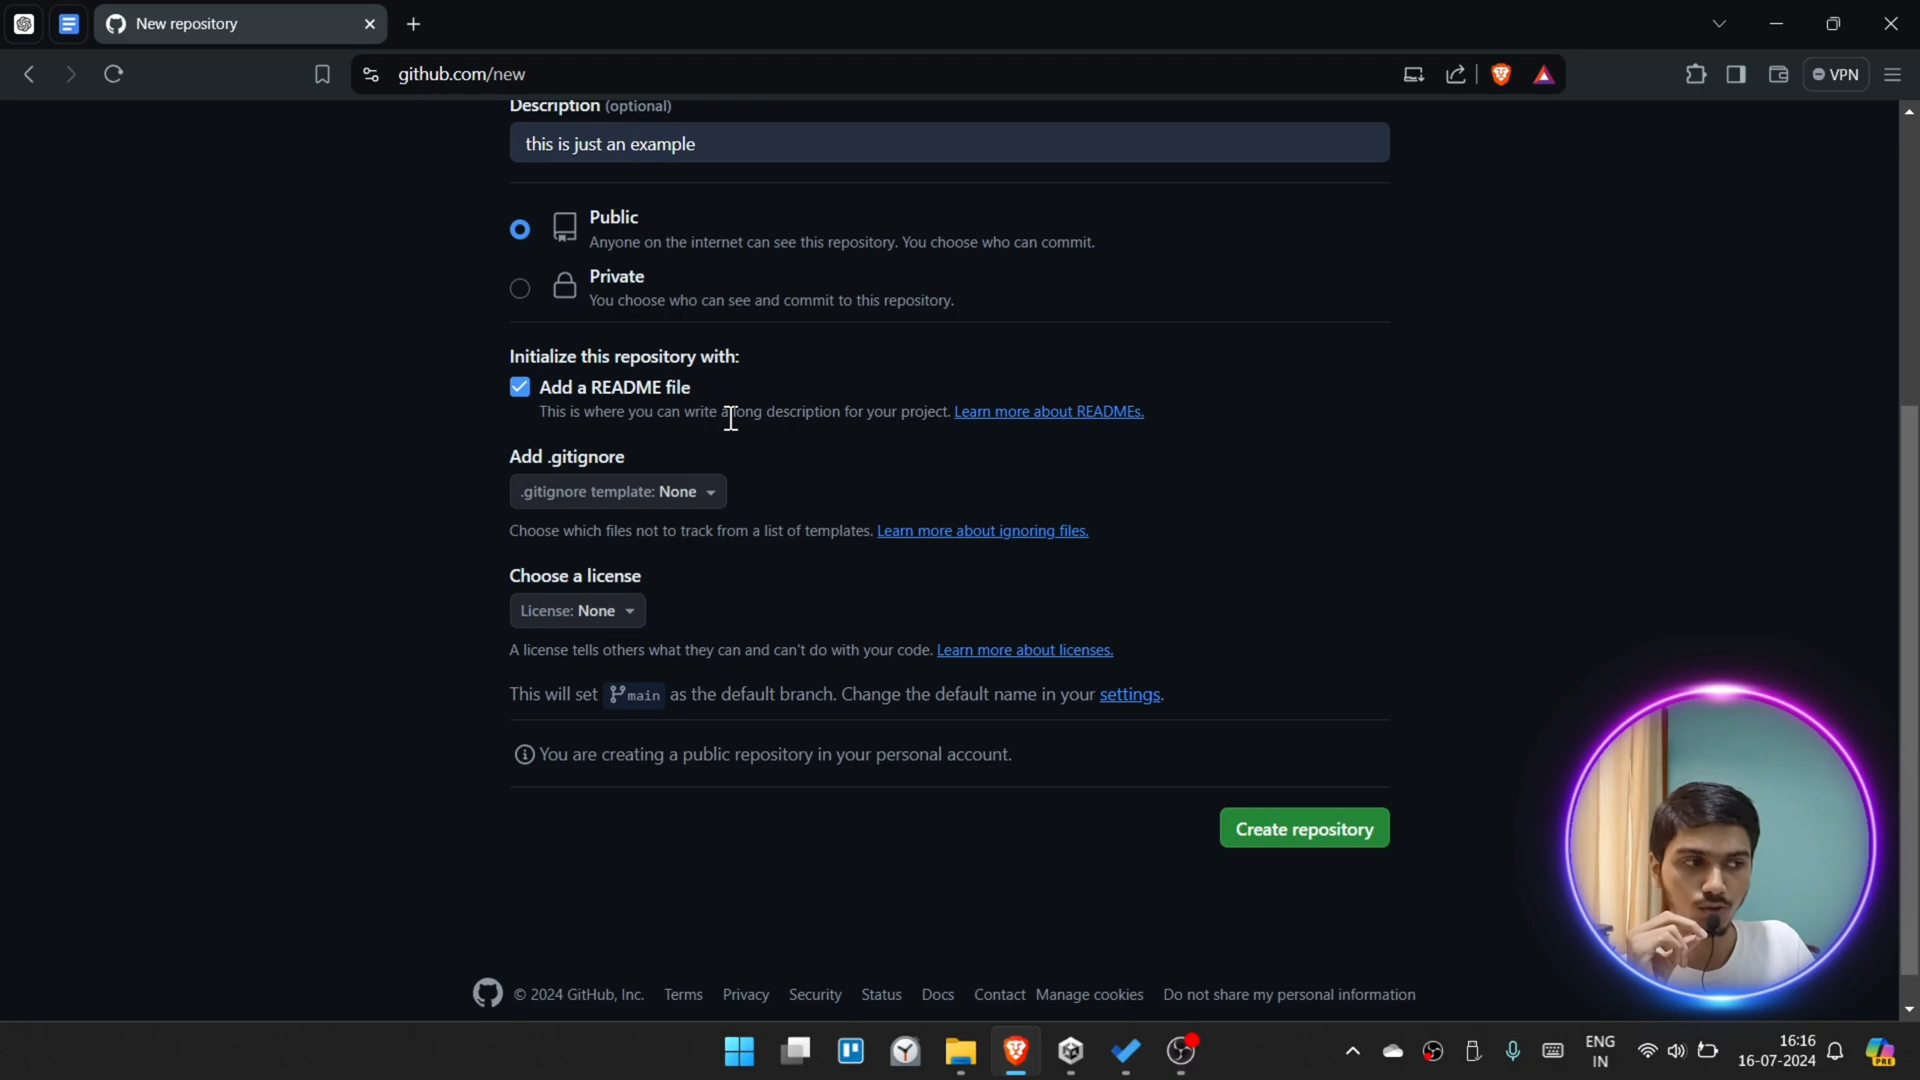 New repository
github.com/new
VPN
Description (optional)
this is just an example
Public
Anyone on the internet can see this repository. You choose who can commit.
Private
You choose who can see and commit to this repository.
Initialize this repository with:
Add a README file
This is where you can write a long description for your project. Learn more about READMEs.
Add .gitignore
.gitignore template: None
Choose which files not to track from a list of templates. Learn more about ignoring files.
Choose a license
License: None
A license tells others what they can and can't do with your code. Learn more about licenses.
This will set main as the default branch. Change the default name in your settings.
You are creating a public repository in your personal account.
Create repository
© 2024 GitHub, Inc. Terms Privacy Security Status Docs Contact Manage cookies Do not share my personal information
ENG
IN
16:16
16-07-2024
PRE